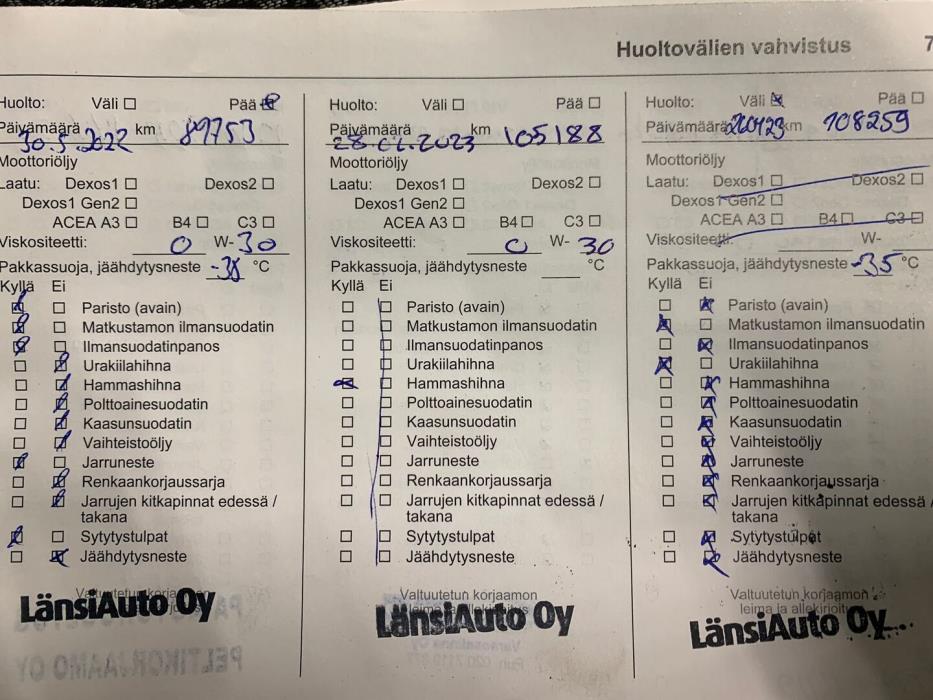 Huoltovälien vahvistus
7
Huolto: Väli ☐ Pää ☒
Päivämäärä 30.5.2022 km 89753
Moottoriöljy
Laatu: Dexos1 ☐ Dexos2 ☐
Dexos1 Gen2 ☐
ACEA A3 ☐ B4 ☐ C3 ☐
Viskositeetti: 0 W-30
Pakkassuoja, jäähdytysneste °C
Kyllä Ei
☒ ☐ Paristo (avain)
☒ ☐ Matkustamon ilmansuodatin
☒ ☐ Ilmansuodatinpanos
☐ ☒ Urakiilahihna
☐ ☒ Hammashihna
☐ ☒ Polttoainesuodatin
☐ ☒ Kaasunsuodatin
☐ ☒ Vaihteistoöljy
☒ ☐ Jarruneste
☐ ☒ Renkaankorjaussarja
☐ ☒ Jarrujen kitkapinnat edessä /
takana
☒ ☐ Sytytystulpat
☐ ☒ Jäähdytysneste
LänsiAuto Oy
Huolto: Väli ☐ Pää ☐
Päivämäärä km 105188
Moottoriöljy
Laatu: Dexos1 ☐ Dexos2 ☐
Dexos1 Gen2 ☐
ACEA A3 ☐ B4 ☐ C3 ☐
Viskositeetti: 0 W- 30
Pakkassuoja, jäähdytysneste °C
Kyllä Ei
☐ ☐ Paristo (avain)
☐ ☐ Matkustamon ilmansuodatin
☐ ☐ Ilmansuodatinpanos
☐ ☐ Urakiilahihna
☒ ☐ Hammashihna
☐ ☐ Polttoainesuodatin
☐ ☐ Kaasunsuodatin
☐ ☐ Vaihteistoöljy
☐ ☐ Jarruneste
☐ ☐ Renkaankorjaussarja
☐ ☐ Jarrujen kitkapinnat edessä /
takana
☐ ☐ Sytytystulpat
☐ ☐ Jäähdytysneste
Valtuutetun korjaamon
leima ja allekirjoitus
LänsiAuto Oy
Huolto: Väli ☒ Pää ☐
Päivämäärä km 108259
Moottoriöljy
Laatu: Dexos1 ☐ Dexos2 ☐
Dexos1 Gen2 ☐
ACEA A3 ☐ B4 ☐ C3 ☐
Viskositeetti: W-
Pakkassuoja, jäähdytysneste -35 °C
Kyllä Ei
☐ ☒ Paristo (avain)
☒ ☐ Matkustamon ilmansuodatin
☐ ☒ Ilmansuodatinpanos
☒ ☐ Urakiilahihna
☐ ☒ Hammashihna
☐ ☒ Polttoainesuodatin
☐ ☒ Kaasunsuodatin
☐ ☒ Vaihteistoöljy
☐ ☒ Jarruneste
☐ ☒ Renkaankorjaussarja
☐ ☒ Jarrujen kitkapinnat edessä /
takana
☐ ☒ Sytytystulpat
☐ ☒ Jäähdytysneste
Valtuutetun korjaamon
leima ja allekirjoitus
LänsiAuto Oy